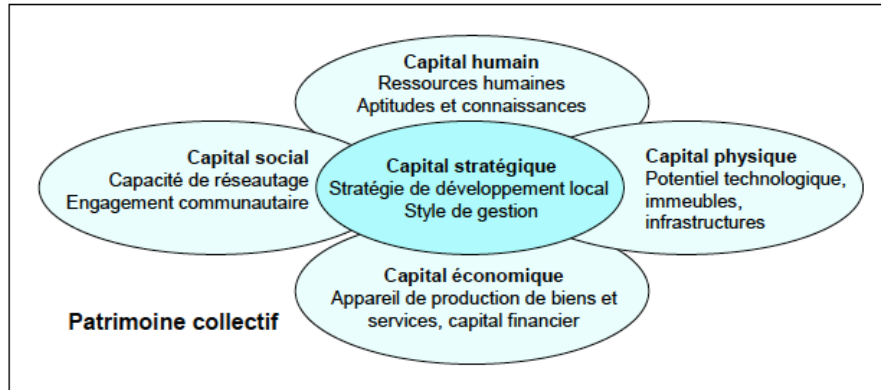 Capital humain
Ressources humaines
Aptitudes et connaissances
Capital social
Capacité de réseautage
Engagement communautaire
Capital stratégique
Stratégie de développement local
Style de gestion
Capital physique
Potentiel technologique,
immeubles,
infrastructures
Capital économique
Appareil de production de biens et
services, capital financier
Patrimoine collectif